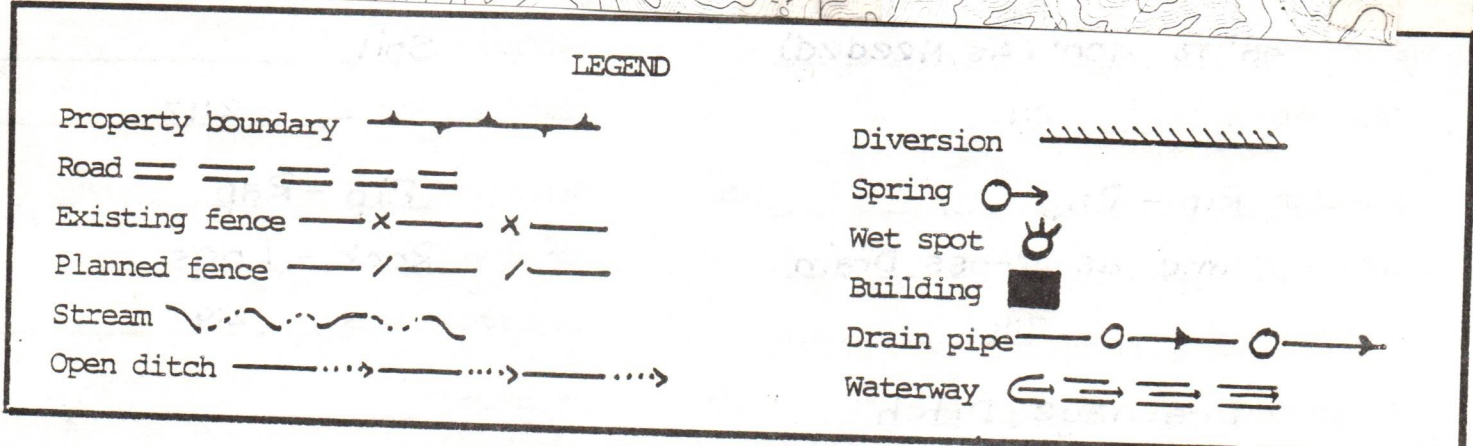 LEGEND
Property boundary
Road
Existing fence
Planned fence
Stream
Open ditch
Diversion
Spring
Wet spot
Building
Drain pipe
Waterway